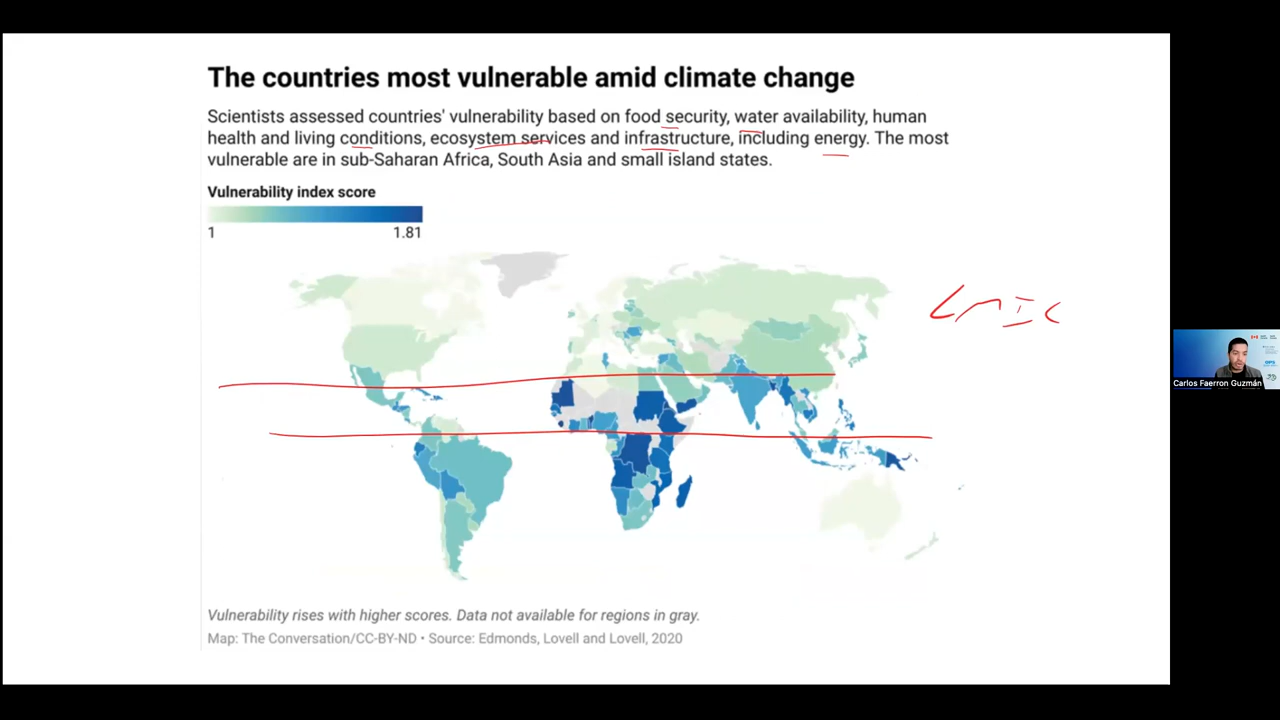 The countries most vulnerable amid climate change
Scientists assessed countries' vulnerability based on food security, water availability, human
health and living conditions, ecosystem services and infrastructure, including energy. The most
vulnerable are in sub-Saharan Africa, South Asia and small island states.
Vulnerability index score
1 1.81
LMIC
Carlos Faerron Guzmán
Vulnerability rises with higher scores. Data not available for regions in gray.
Map: The Conversation/CC-BY-ND • Source: Edmonds, Lovell and Lovell, 2020